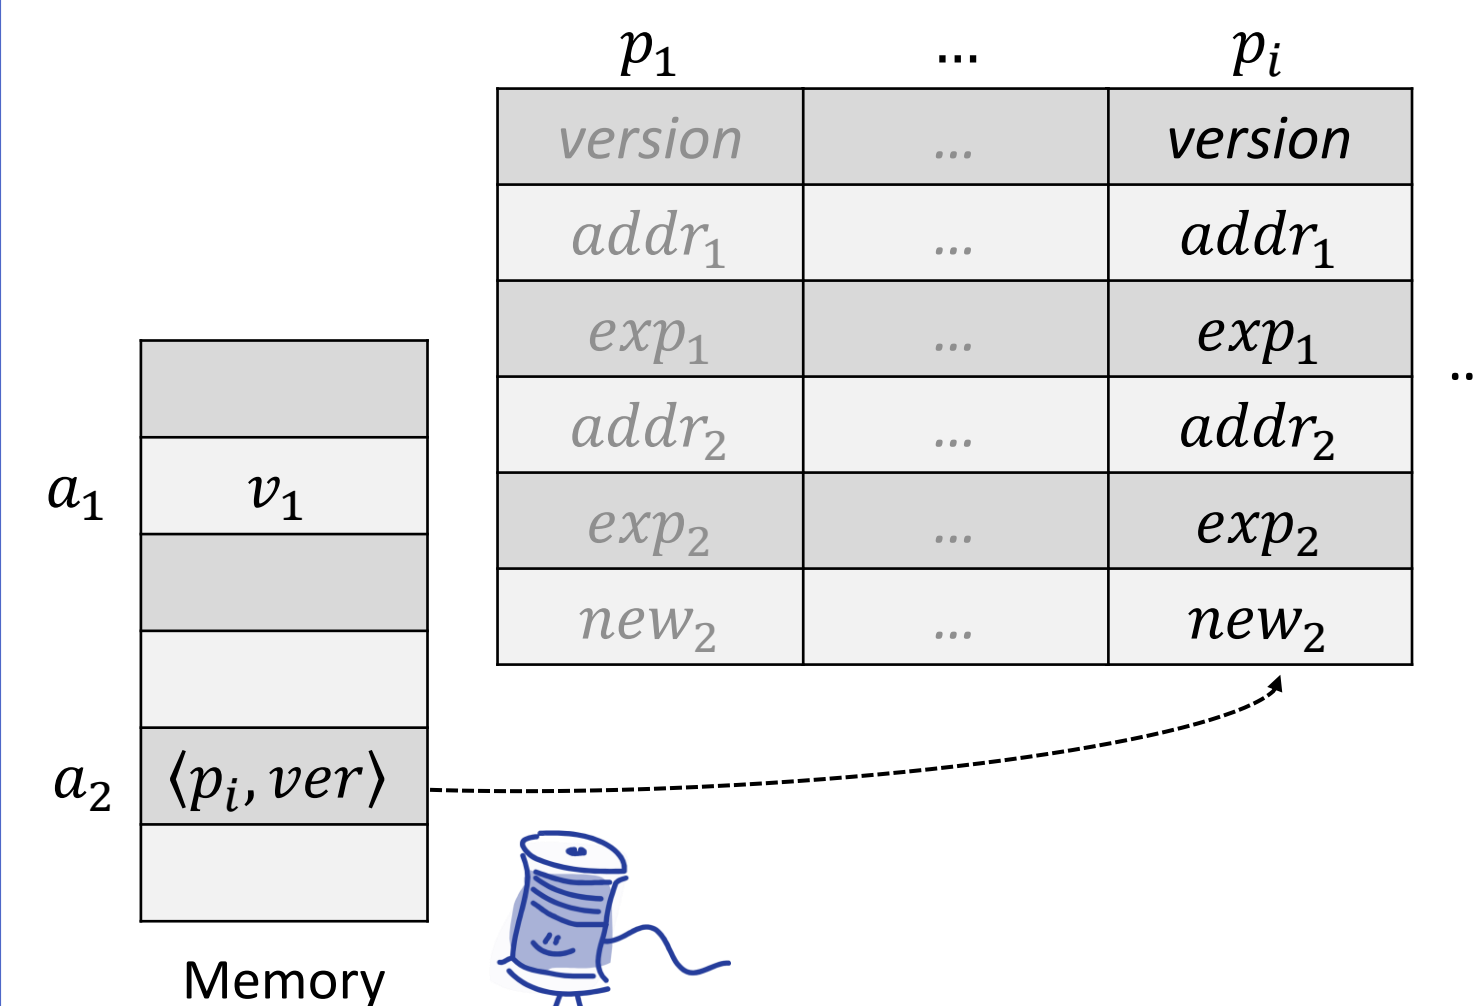 p₁ ... pᵢ
version ... version
addr₁ ... addr₁
exp₁ ... exp₁
addr₂ ... addr₂
exp₂ ... exp₂
new₂ ... new₂
..
a₁ v₁
a₂ ⟨pᵢ, ver⟩
Memory